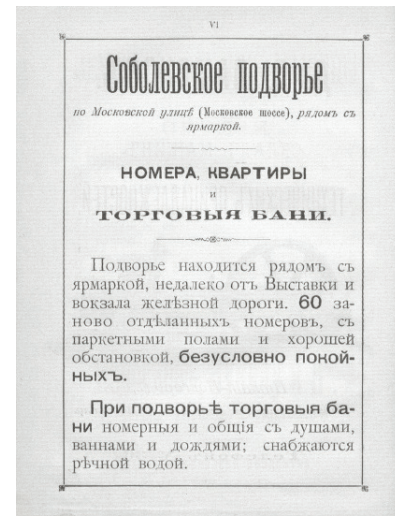 VI
Соболевское подворье
по Московской улицѣ (Московское шоссе), рядомъ съ
ярмаркой.
НОМЕРА, КВАРТИРЫ
и
ТОРГОВЫЯ БАНИ.
Подворье находится рядомъ съ
ярмаркой, недалеко отъ Выставки и
вокзала желѣзной дороги. 60 за-
ново отдѣланныхъ номеровъ, съ
паркетными полами и хорошей
обстановкой, безусловно покой-
ныхъ.
При подворьѣ торговыя ба-
ни номерныя и общія съ душами,
ваннами и дождями; снабжаются
рѣчной водой.